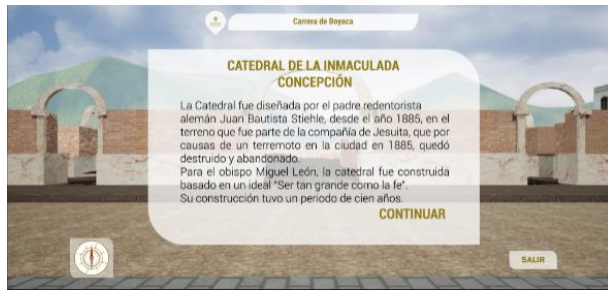 Carrera de Boyaca
CATEDRAL DE LA INMACULADA
CONCEPCIÓN
La Catedral fue diseñada por el padre redentorista
alemán Juan Bautista Stiehle, desde el año 1885, en el
terreno que fue parte de la compañía de Jesuita, que por
causas de un terremoto en la ciudad en 1885, quedó
destruido y abandonado.
Para el obispo Miguel León, la catedral fue construida
basado en un ideal "Ser tan grande como la fe".
Su construcción tuvo un periodo de cien años.
CONTINUAR
SALIR